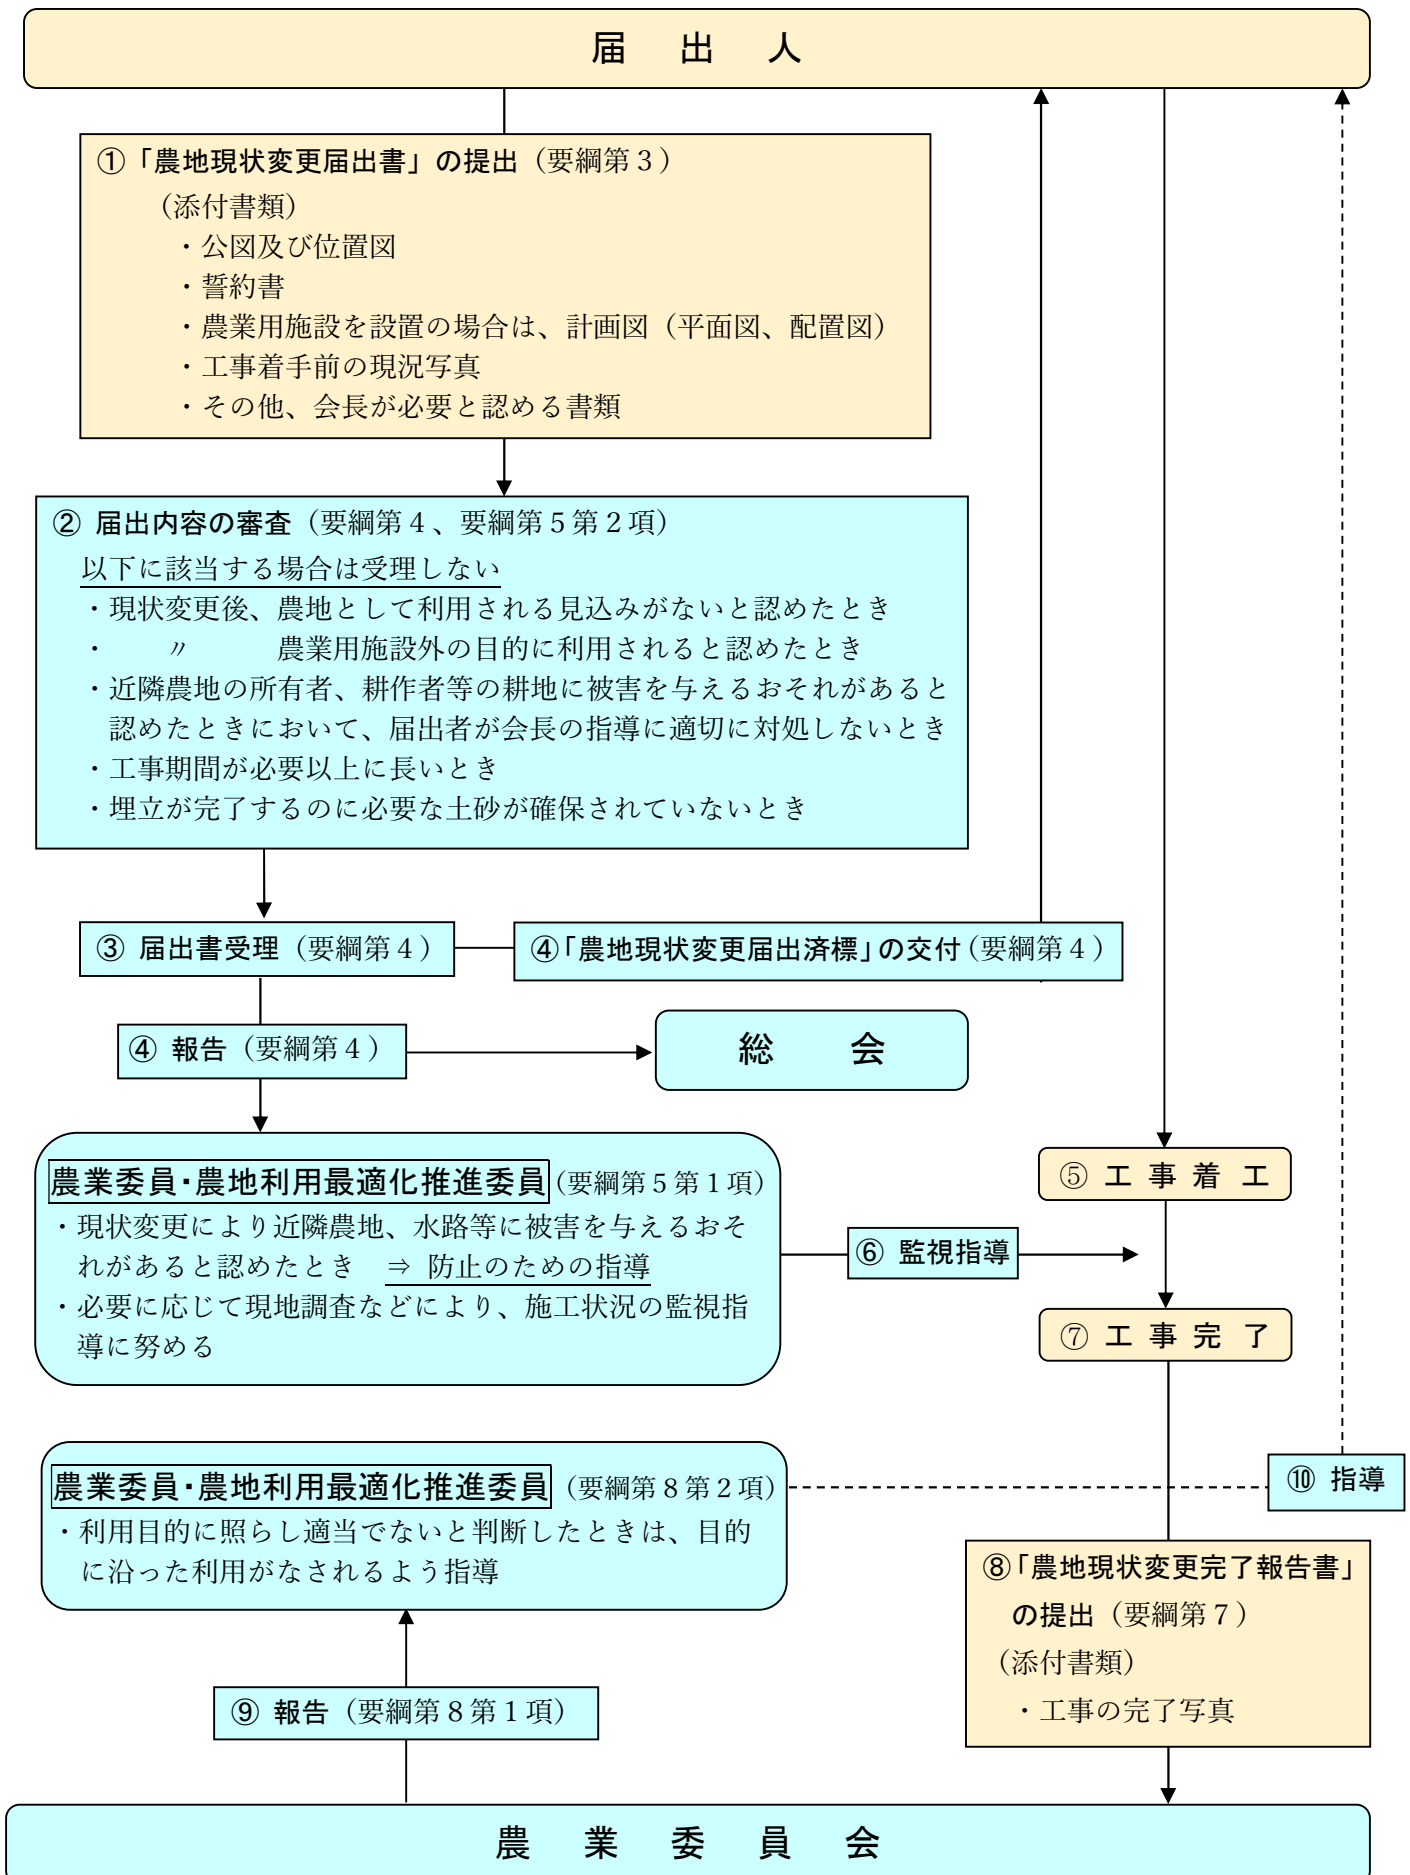 届　出　人
①「農地現状変更届出書」の提出（要綱第３）
（添付書類）
・公図及び位置図
・誓約書
・農業用施設を設置の場合は、計画図（平面図、配置図）
・工事着手前の現況写真
・その他、会長が必要と認める書類
② 届出内容の審査（要綱第４、要綱第５第２項）
以下に該当する場合は受理しない
・現状変更後、農地として利用される見込みがないと認めたとき
・　　〃　　　農業用施設外の目的に利用されると認めたとき
・近隣農地の所有者、耕作者等の耕地に被害を与えるおそれがあると
認めたときにおいて、届出者が会長の指導に適切に対処しないとき
・工事期間が必要以上に長いとき
・埋立が完了するのに必要な土砂が確保されていないとき
③ 届出書受理（要綱第４）
④「農地現状変更届出済標」の交付（要綱第４）
④ 報告（要綱第４）
総　　会
農業委員・農地利用最適化推進委員（要綱第５第１項）
・現状変更により近隣農地、水路等に被害を与えるおそ
れがあると認めたとき　⇒ 防止のための指導
・必要に応じて現地調査などにより、施工状況の監視指
導に努める
⑤ 工 事 着 工
⑥ 監視指導
⑦ 工 事 完 了
農業委員・農地利用最適化推進委員（要綱第８第２項）
・利用目的に照らし適当でないと判断したときは、目的
に沿った利用がなされるよう指導
⑩ 指導
⑧「農地現状変更完了報告書」
の提出（要綱第７）
（添付書類）
・工事の完了写真
⑨ 報告（要綱第８第１項）
農　業　委　員　会